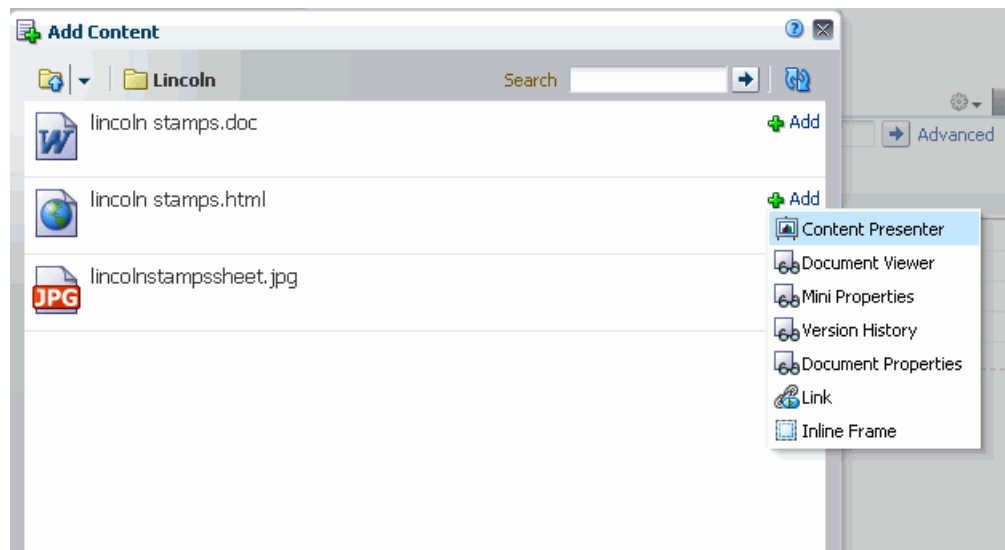 Add Content
Lincoln
Search
Advanced
lincoln stamps.doc
Add
lincoln stamps.html
Add
Content Presenter
Document Viewer
Mini Properties
Version History
Document Properties
Link
Inline Frame
JPG
lincolnstampssheet.jpg